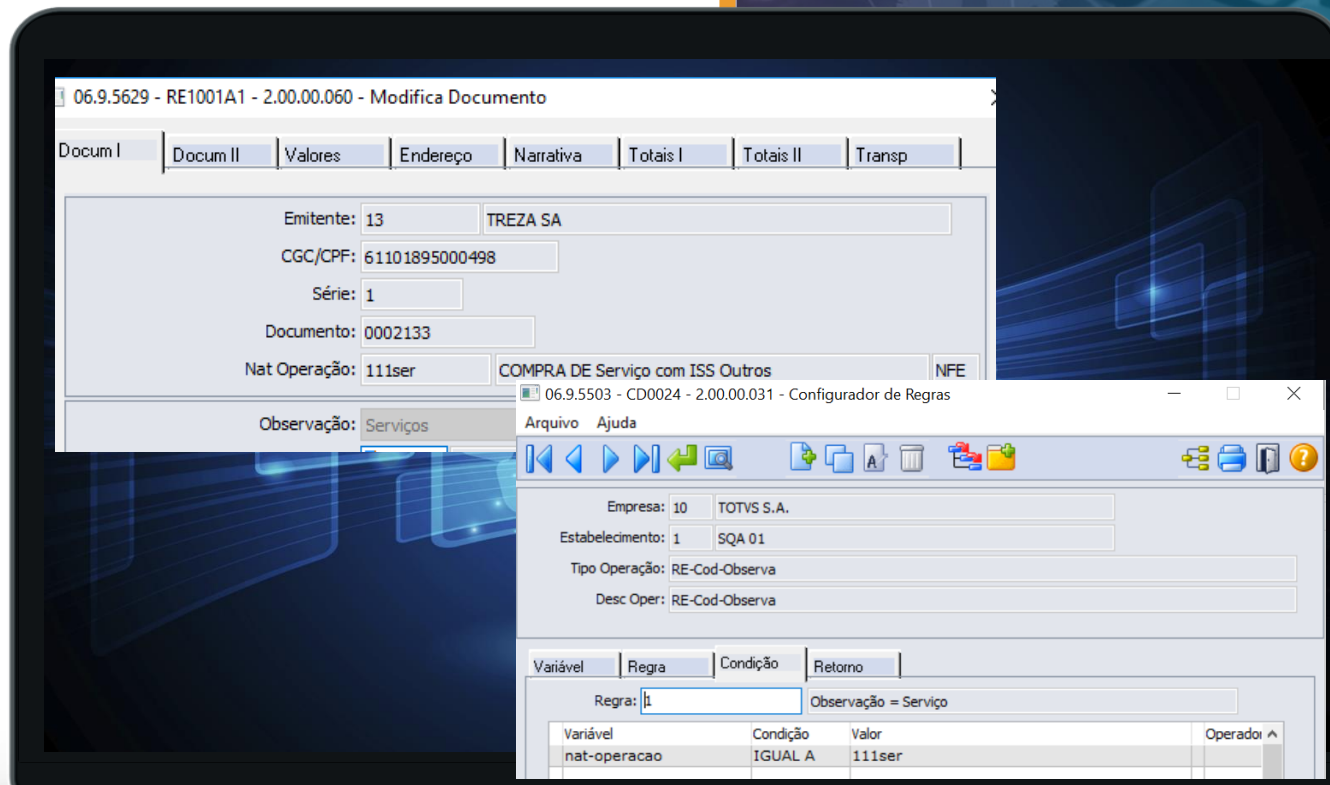 06.9.5629 - RE1001A1 - 2.00.00.060 - Modifica Documento
Docum I Docum II Valores Endereço Narrativa Totais I Totais II Transp
Emitente: 13 TREZA SA
CGC/CPF: 61101895000498
Série: 1
Documento: 0002133
Nat Operação: 111ser COMPRA DE Serviço com ISS Outros NFE
Observação: Serviços
06.9.5503 - CD0024 - 2.00.00.031 - Configurador de Regras
Arquivo Ajuda
Empresa: 10 TOTVS S.A.
Estabelecimento: 1 SQA 01
Tipo Operação: RE-Cod-Observa
Desc Oper: RE-Cod-Observa
Variável Regra Condição Retorno
Regra: 1 Observação = Serviço
Variável Condição Valor Operador
nat-operacao IGUAL A 111ser